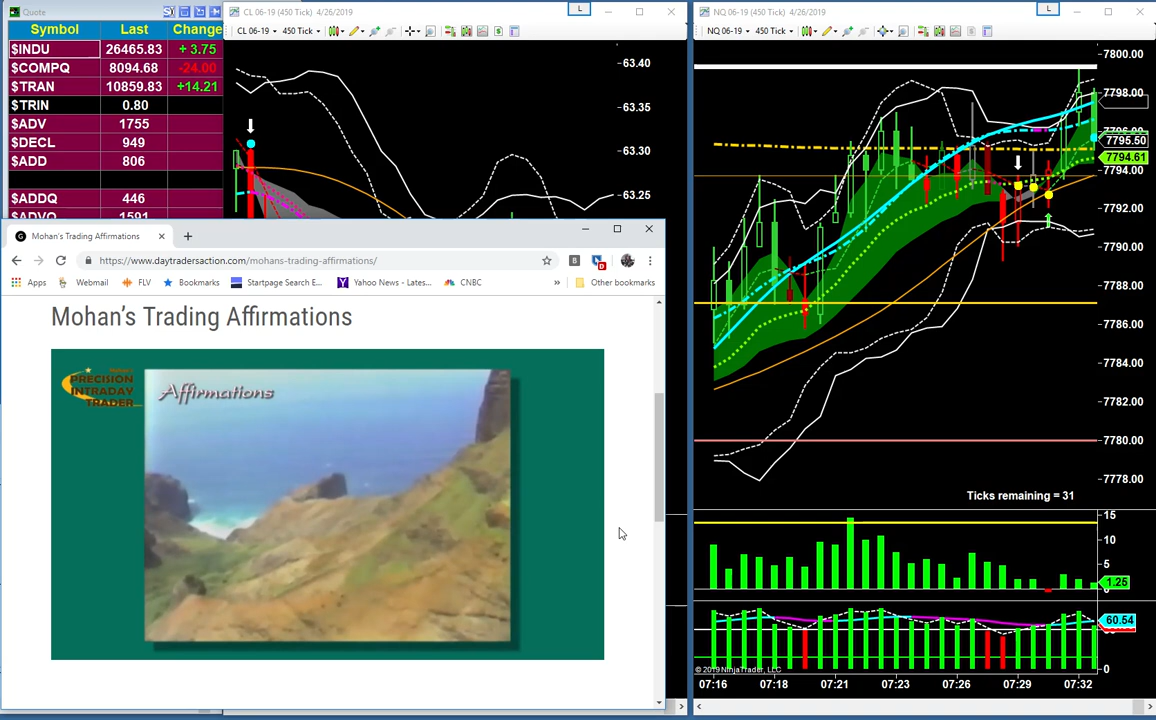 Quote
Symbol Last Change
$INDU 26465.83 + 3.75
$COMPQ 8094.68 -24.00
$TRAN 10859.83 +14.21
$TRIN 0.80
$ADV 1755
$DECL 949
$ADD 806
$ADDQ 446
$ADVQ 1591
CL 06-19 (450 Tick) 4/26/2019
L
CL 06-19 450 Tick
63.40
63.35
63.30
63.25
NQ 06-19 (450 Tick) 4/26/2019
L
NQ 06-19 450 Tick
7800.00
7798.00
7796.00
7795.50
7794.61
7794.00
7792.00
7790.00
7788.00
7786.00
7784.00
7782.00
7780.00
7778.00
Ticks remaining = 31
15
10
5
1.25
0
60.54
0
© 2019 NinjaTrader, LLC
07:16 07:18 07:21 07:23 07:26 07:29 07:32
Mohan's Trading Affirmations
https://www.daytradersaction.com/mohans-trading-affirmations/
Apps Webmail FLV Bookmarks Startpage Search E... Yahoo News - Lates... CNBC » Other bookmarks
Mohan's Trading Affirmations
PRECISION
INTRADAY
TRADER
Affirmations